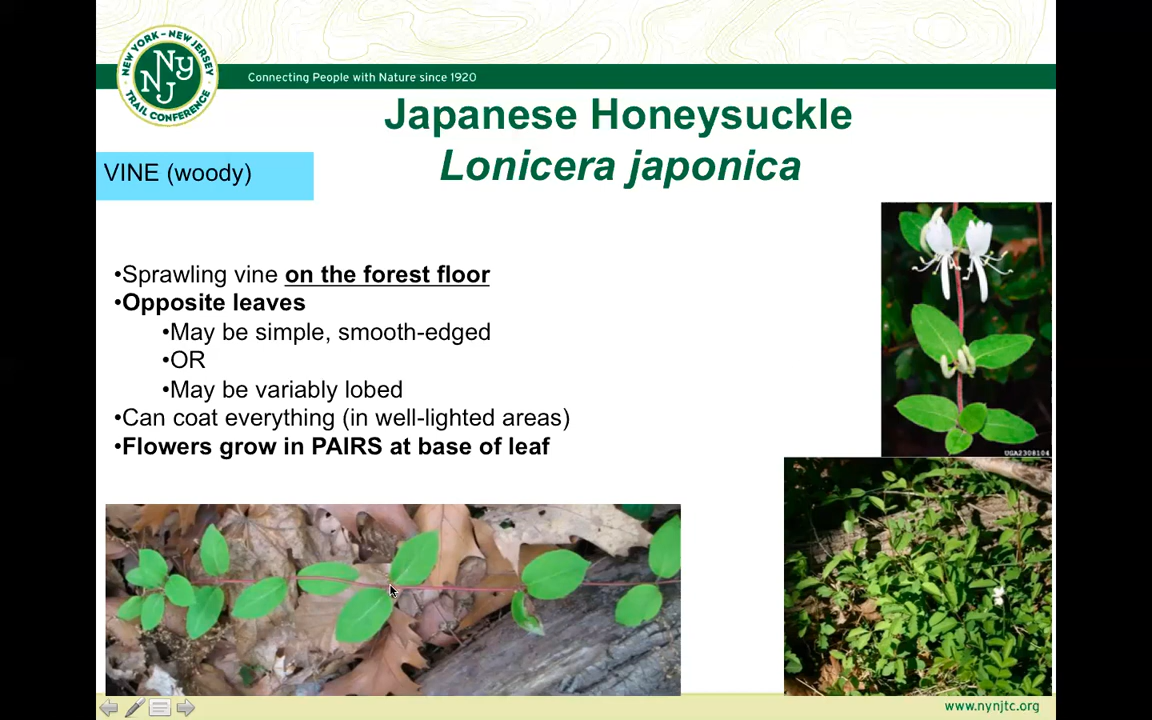 NEW YORK - NEW JERSEY
NY
NJ
TRAIL CONFERENCE
Connecting People with Nature since 1920
Japanese Honeysuckle
Lonicera japonica
VINE (woody)
•Sprawling vine on the forest floor
•Opposite leaves
•May be simple, smooth-edged
•OR
•May be variably lobed
•Can coat everything (in well-lighted areas)
•Flowers grow in PAIRS at base of leaf
UGA2308104
www.nynjtc.org